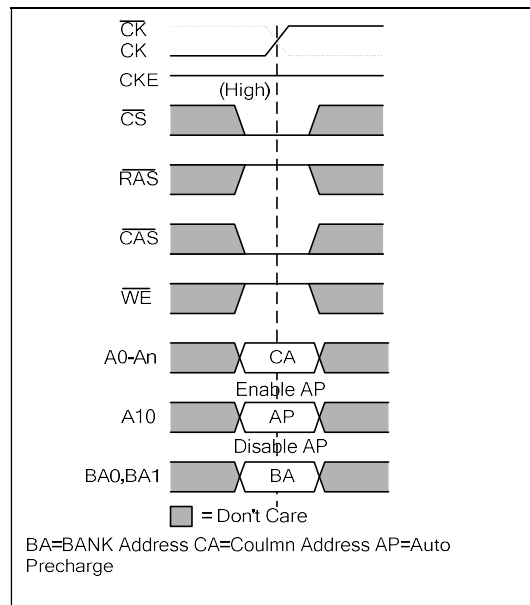 CK
CK
CKE
(High)
CS
RAS
CAS
WE
A0-An
CA
Enable AP
A10
AP
Disable AP
BA0,BA1
BA
= Don't Care
BA=BANK Address CA=Coulmn Address AP=Auto
Precharge